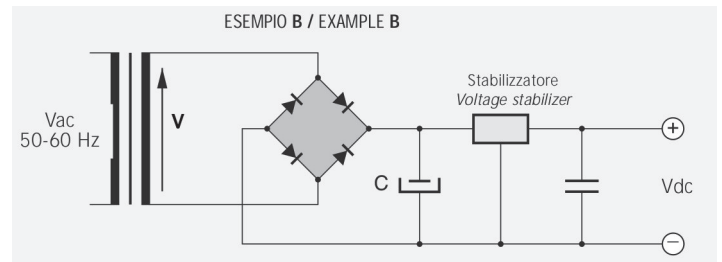 ESEMPIO B / EXAMPLE B
Stabilizzatore
Voltage stabilizer
Vac
50-60 Hz
V
+
C
Vdc
−